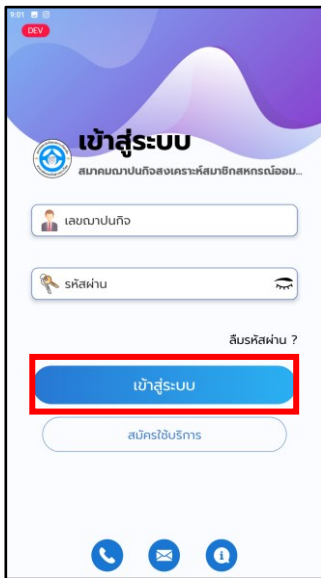 9:01
DEV
เข้าสู่ระบบ
สมาคมฌาปนกิจสงเคราะห์สมาชิกสหกรณ์ออม...
เลขฌาปนกิจ
รหัสผ่าน
ลืมรหัสผ่าน ?
เข้าสู่ระบบ
สมัครใช้บริการ